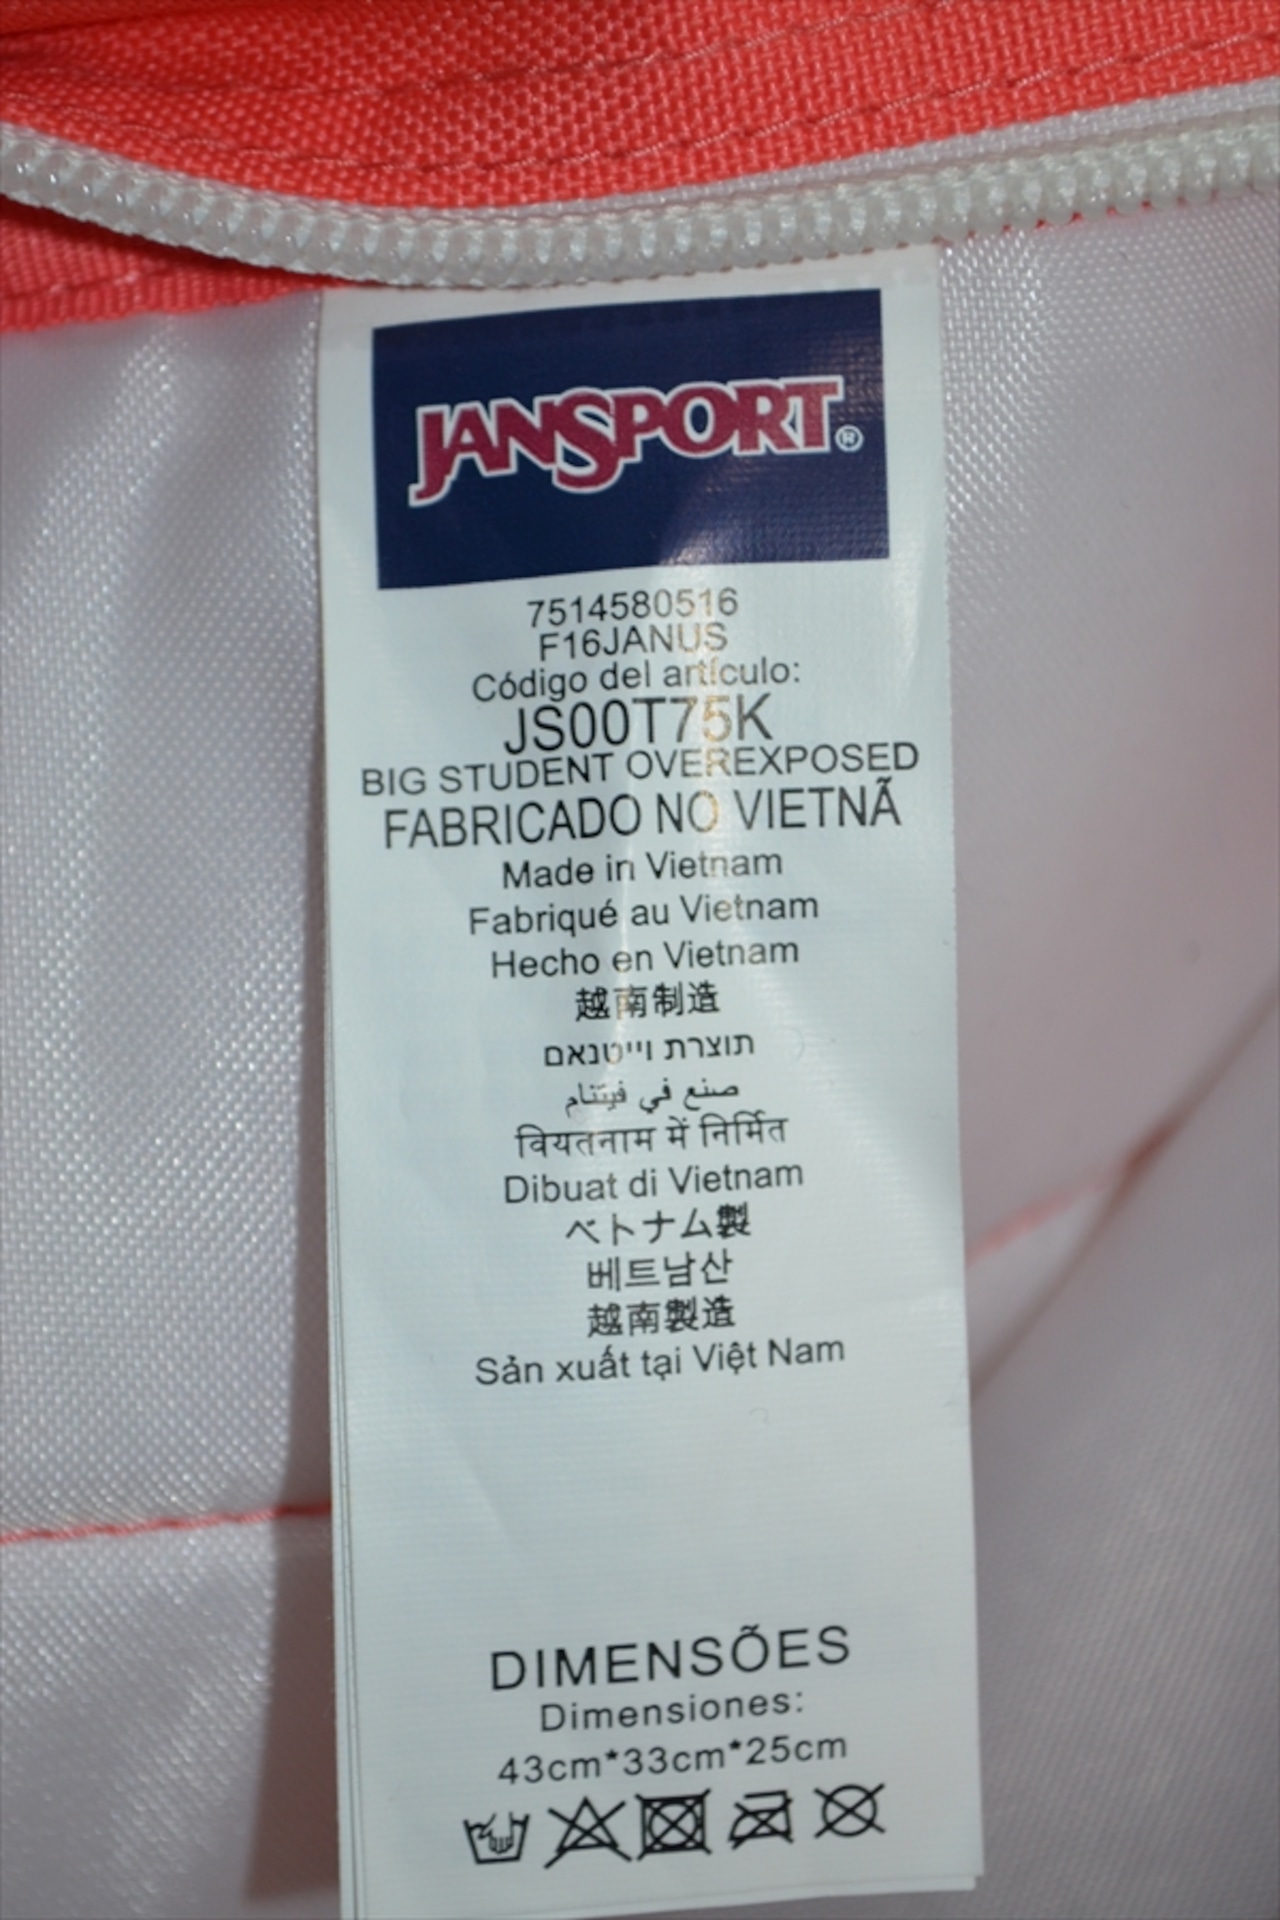 JANSPORT®
7514580516
F16JANUS
Código del artículo:
JS00T75K
BIG STUDENT OVEREXPOSED
FABRICADO NO VIETNÃ
Made in Vietnam
Fabriqué au Vietnam
Hecho en Vietnam
越南制造
תוצרת וייטנאם
صنع في فيتنام
वियतनाम में निर्मित
Dibuat di Vietnam
ベトナム製
베트남산
越南製造
Sản xuất tại Việt Nam
DIMENSÕES
Dimensiones:
43cm*33cm*25cm